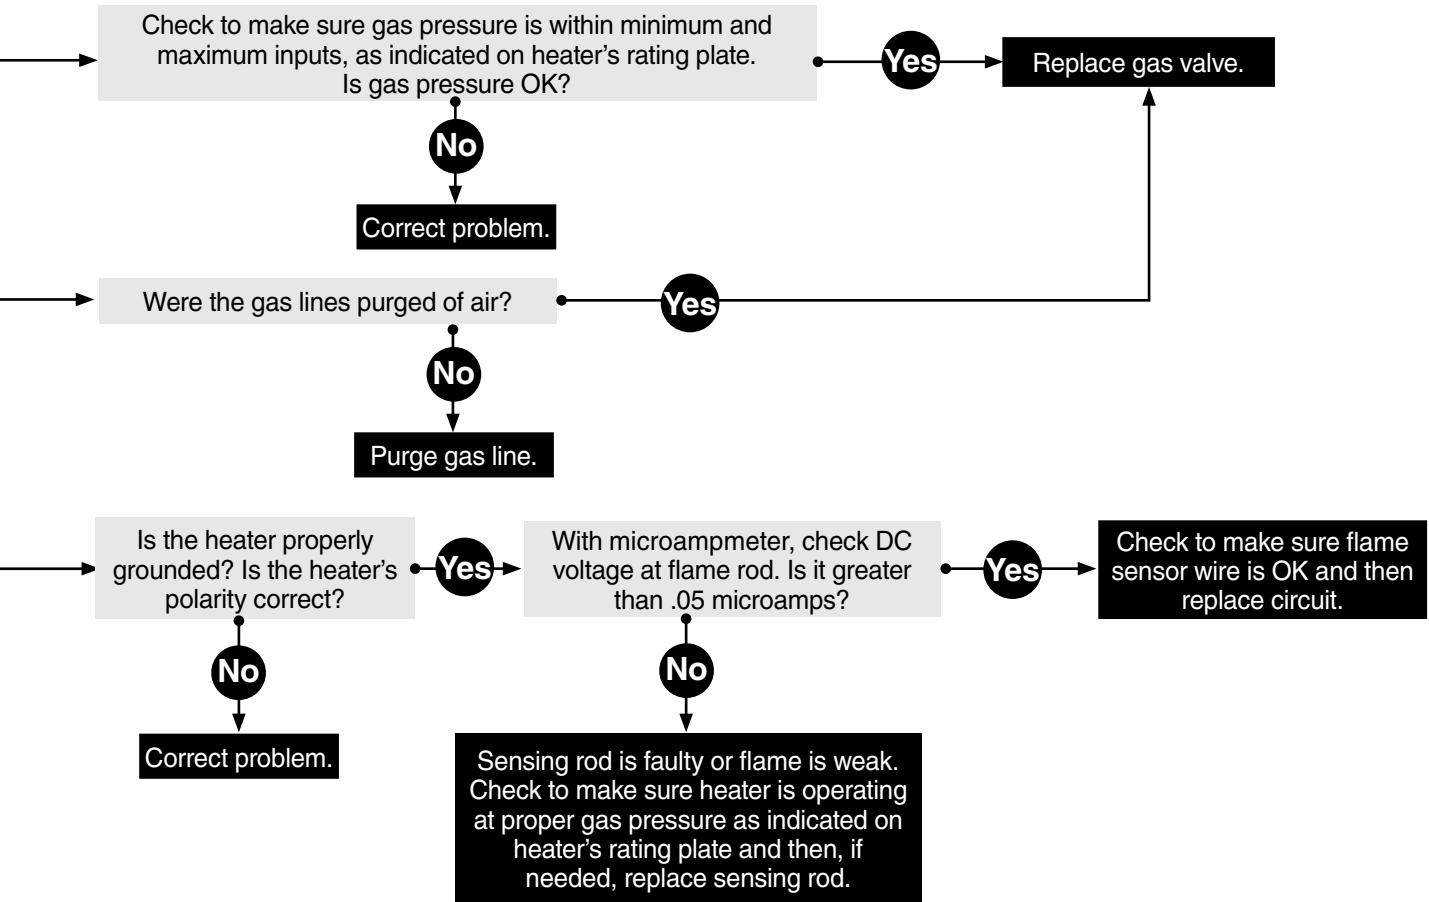 Check to make sure gas pressure is within minimum and
maximum inputs, as indicated on heater's rating plate.
Is gas pressure OK?
Yes
Replace gas valve.
No
Correct problem.
Were the gas lines purged of air?
Yes
No
Purge gas line.
Is the heater properly
grounded? Is the heater's
polarity correct?
Yes
With microampmeter, check DC
voltage at flame rod. Is it greater
than .05 microamps?
Yes
Check to make sure flame
sensor wire is OK and then
replace circuit.
No
Correct problem.
No
Sensing rod is faulty or flame is weak.
Check to make sure heater is operating
at proper gas pressure as indicated on
heater's rating plate and then, if
needed, replace sensing rod.